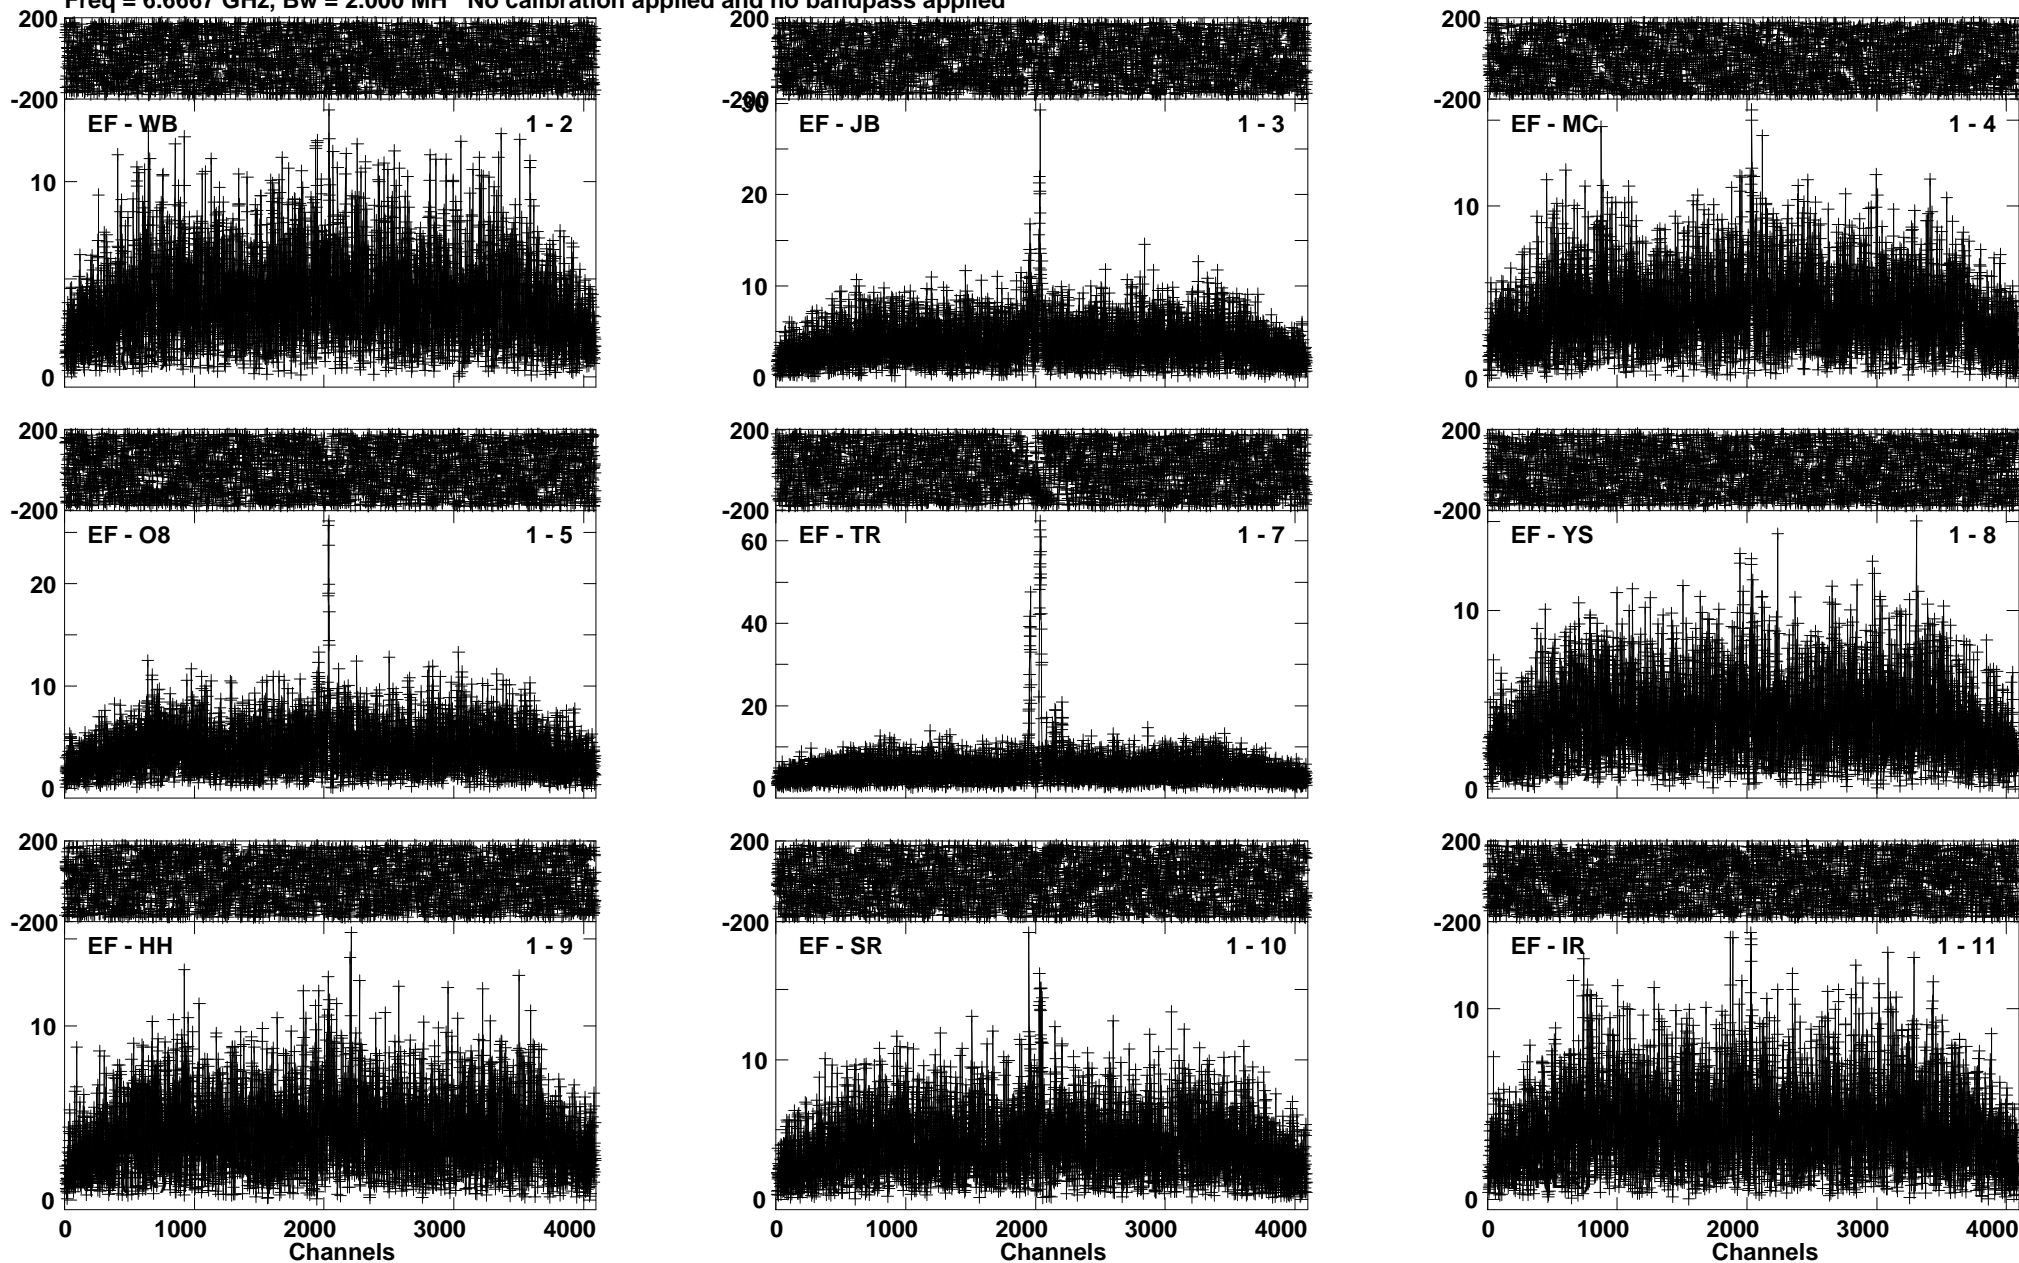 Freq = 6.6667 GHz, Bw = 2.000 MH No calibration applied and no bandpass applied
200 200 200
-200 -200 -200
30
EF - WB 1 - 2 EF - JB 1 - 3 EF - MC 1 - 4
10 20 10
10
0 0 0
200 200 200
-200 -200 -200
EF - O8 1 - 5 EF - TR 1 - 7 EF - YS 1 - 8
20 60 10
10 40
20
0 0 0
200 200 200
-200 -200 -200
EF - HH 1 - 9 EF - SR 1 - 10 EF - IR 1 - 11
10 10 10
0 0 0
0 1000 2000 3000 4000 0 1000 2000 3000 4000 0 1000 2000 3000 4000
Channels Channels Channels